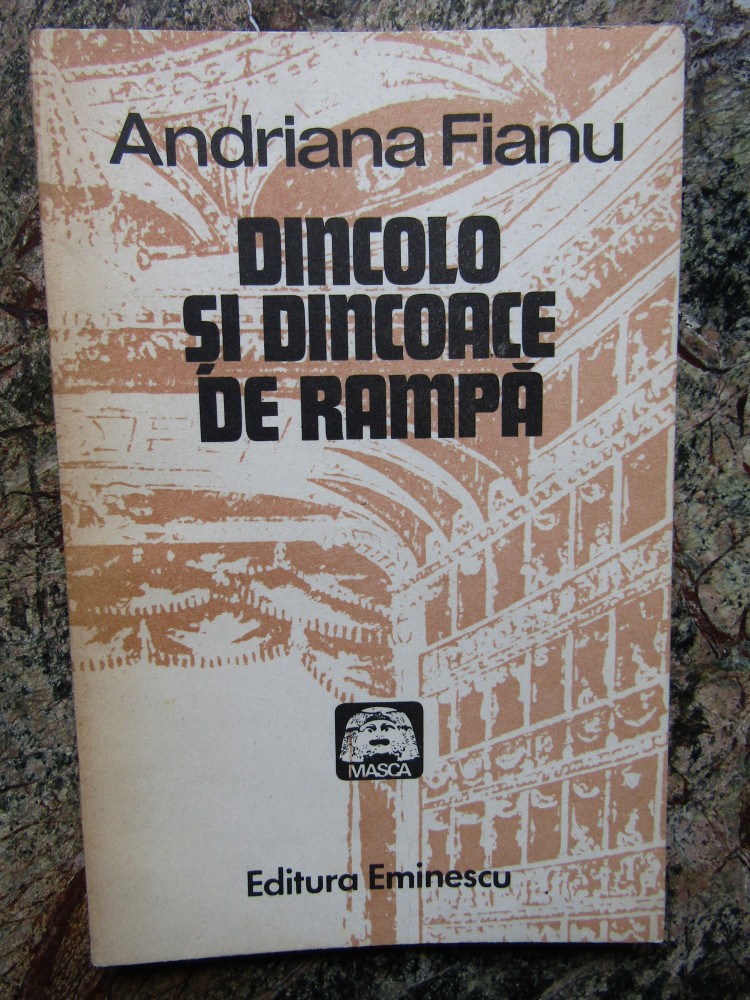 Andriana Fianu
DINCOLO
ȘI DINCOACE
DE RAMPĂ
MASCA
Editura Eminescu